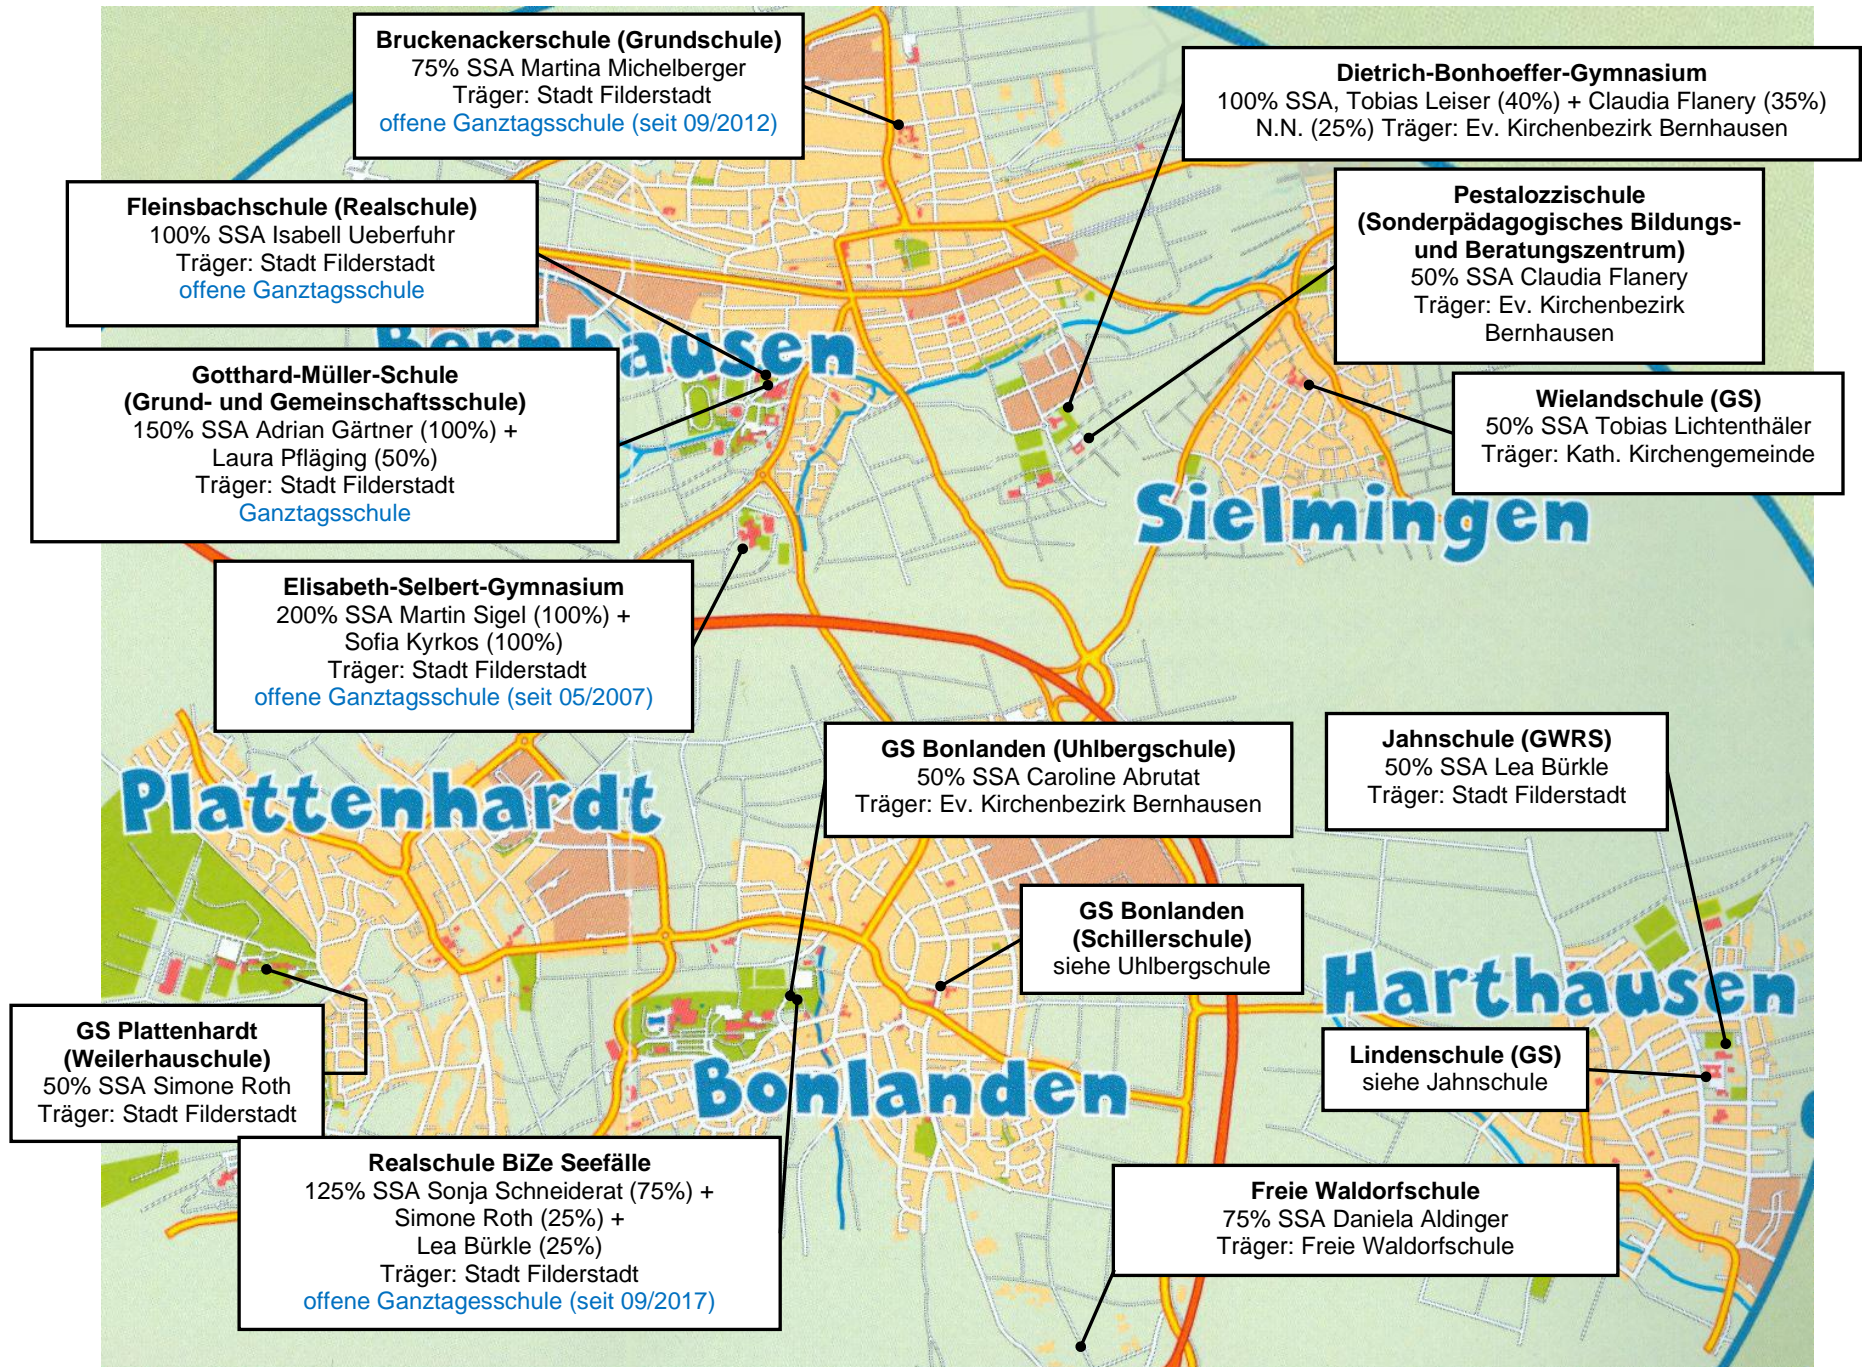 Bruckenackerschule (Grundschule)
75% SSA Martina Michelberger
Träger: Stadt Filderstadt
offene Ganztagsschule (seit 09/2012)
Dietrich-Bonhoeffer-Gymnasium
100% SSA, Tobias Leiser (40%) + Claudia Flanery (35%)
N.N. (25%) Träger: Ev. Kirchenbezirk Bernhausen
Fleinsbachschule (Realschule)
100% SSA Isabell Ueberfuhr
Träger: Stadt Filderstadt
offene Ganztagsschule
Pestalozzischule
(Sonderpädagogisches Bildungs-
und Beratungszentrum)
50% SSA Claudia Flanery
Träger: Ev. Kirchenbezirk
Bernhausen
Bernhausen
Gotthard-Müller-Schule
(Grund- und Gemeinschaftsschule)
150% SSA Adrian Gärtner (100%) +
Laura Pfläging (50%)
Träger: Stadt Filderstadt
Ganztagsschule
Wielandschule (GS)
50% SSA Tobias Lichtenthäler
Träger: Kath. Kirchengemeinde
Sielmingen
Elisabeth-Selbert-Gymnasium
200% SSA Martin Sigel (100%) +
Sofia Kyrkos (100%)
Träger: Stadt Filderstadt
offene Ganztagsschule (seit 05/2007)
GS Bonlanden (Uhlbergschule)
50% SSA Caroline Abrutat
Träger: Ev. Kirchenbezirk Bernhausen
Jahnschule (GWRS)
50% SSA Lea Bürkle
Träger: Stadt Filderstadt
Plattenhardt
GS Bonlanden
(Schillerschule)
siehe Uhlbergschule
Harthausen
GS Plattenhardt
(Weilerhauschule)
50% SSA Simone Roth
Träger: Stadt Filderstadt
Lindenschule (GS)
siehe Jahnschule
Bonlanden
Realschule BiZe Seefälle
125% SSA Sonja Schneiderat (75%) +
Simone Roth (25%) +
Lea Bürkle (25%)
Träger: Stadt Filderstadt
offene Ganztagesschule (seit 09/2017)
Freie Waldorfschule
75% SSA Daniela Aldinger
Träger: Freie Waldorfschule